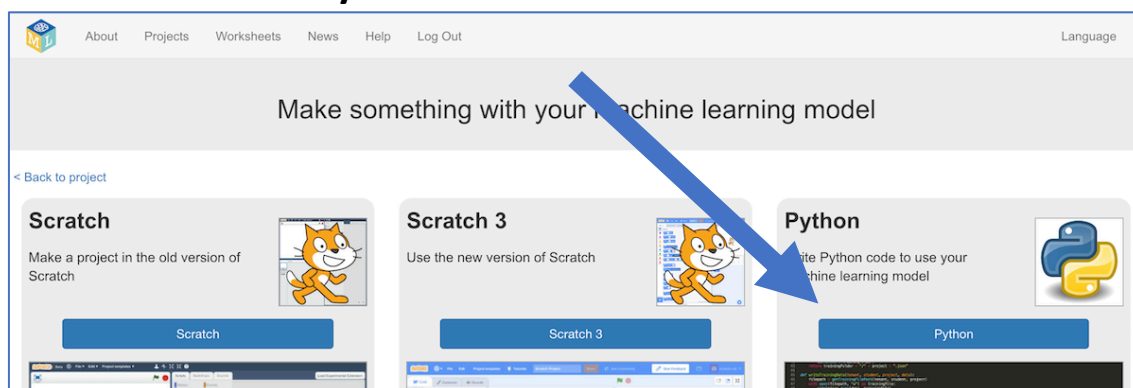 About Projects Worksheets News Help Log Out Language
Make something with your machine learning model
< Back to project
Scratch
Make a project in the old version of
Scratch
Scratch
Scratch 3
Use the new version of Scratch
Scratch 3
Python
Python code to use your
machine learning model
Python